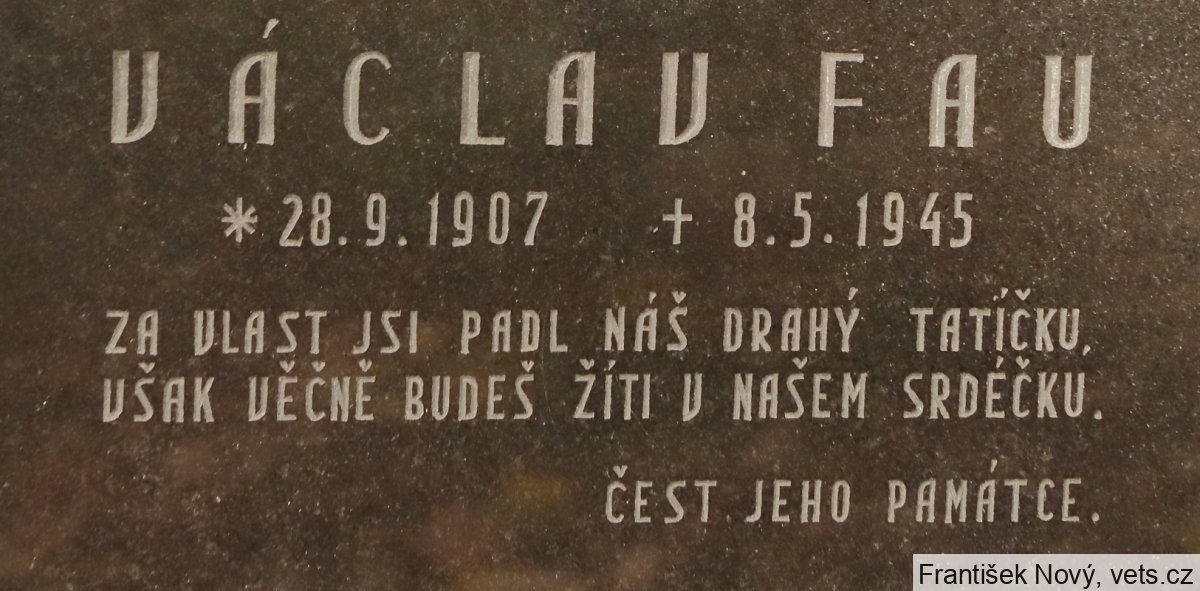 VÁCLAV FAU
* 28.9.1907 + 8.5.1945
ZA VLAST JSI PADL NÁŠ DRAHÝ TATÍČKU,
VŠAK VĚČNĚ BUDEŠ ŽÍTI V NAŠEM SRDÉČKU.
ČEST JEHO PAMÁTCE.
František Nový, vets.cz